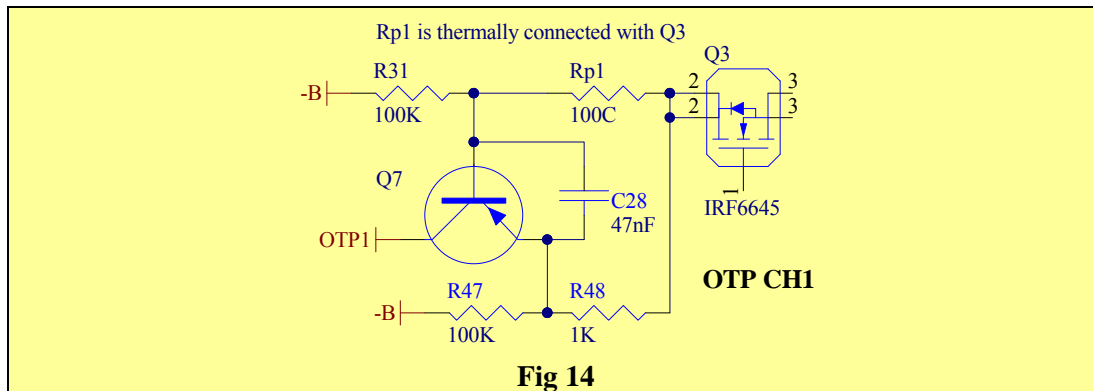 Rp1 is thermally connected with Q3
Q3
R31
Rp1
-B
100K
100C
2
3
2
3
Q7
C28
47nF
1
IRF6645
OTP1
OTP CH1
R47
R48
-B
100K
1K
Fig 14